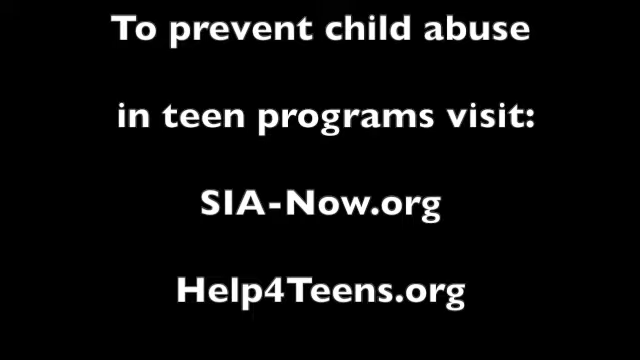 To prevent child abuse
in teen programs visit:
SIA-Now.org
Help4Teens.org